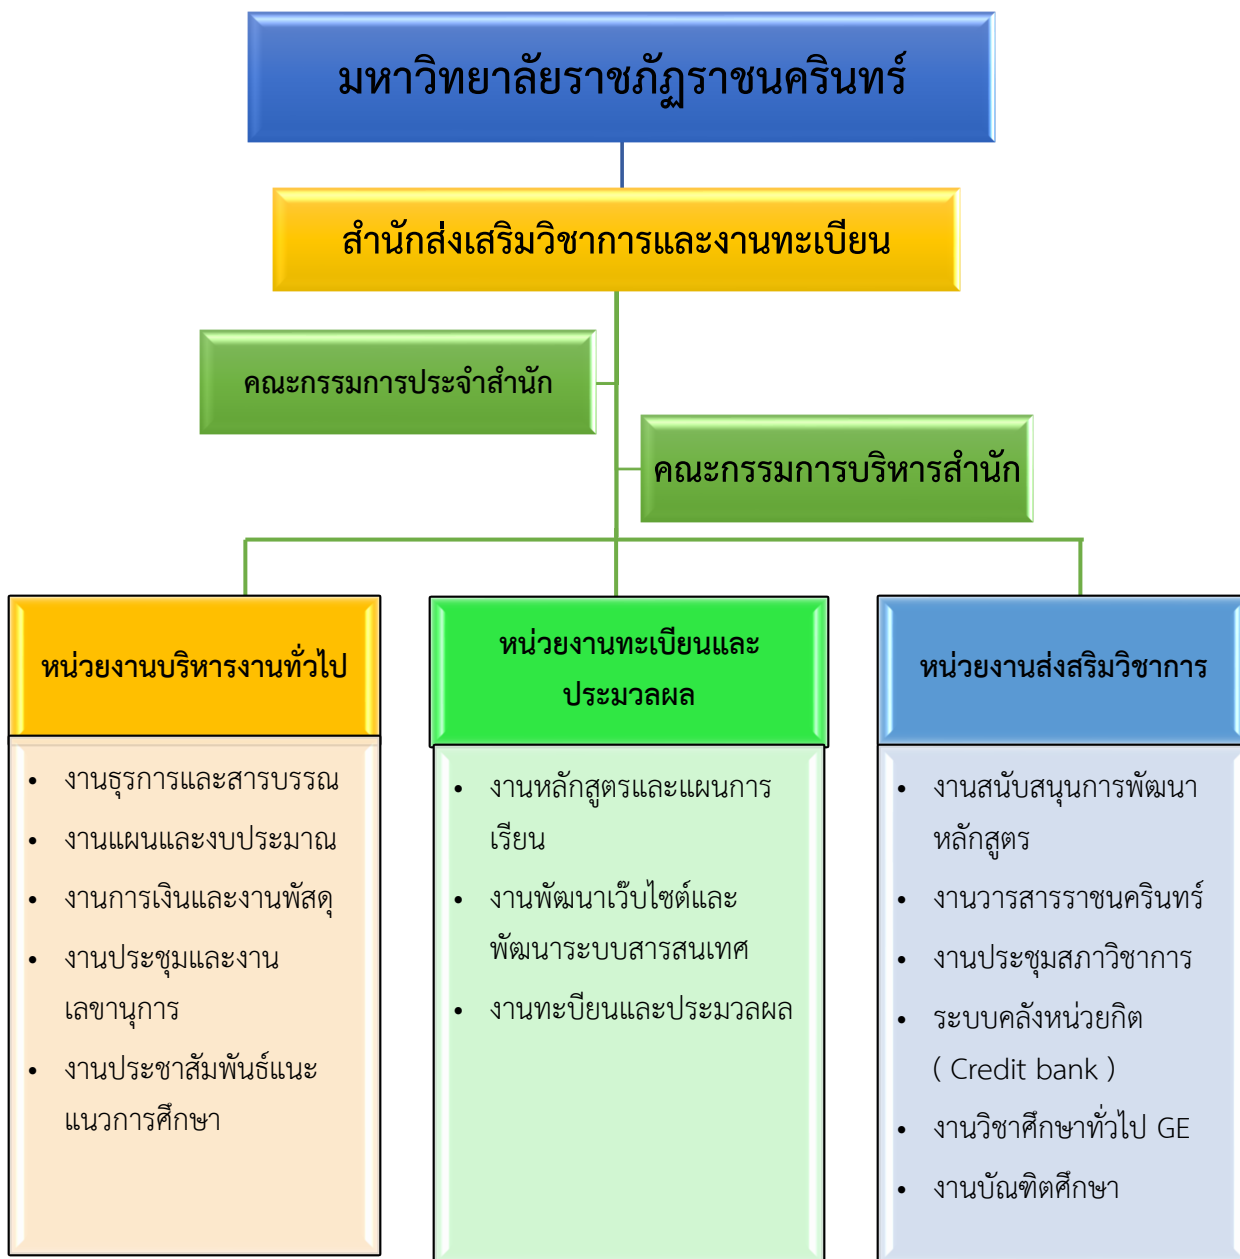 มหาวิทยาลัยราชภัฏราชนครินทร์
สำนักส่งเสริมวิชาการและงานทะเบียน
คณะกรรมการประจำสำนัก
คณะกรรมการบริหารสำนัก
หน่วยงานบริหารงานทั่วไป
• งานธุรการและสารบรรณ
• งานแผนและงบประมาณ
• งานการเงินและงานพัสดุ
• งานประชุมและงาน
เลขานุการ
• งานประชาสัมพันธ์แนะ
แนวการศึกษา
หน่วยงานทะเบียนและ
ประมวลผล
• งานหลักสูตรและแผนการ
เรียน
• งานพัฒนาเว๊บไซต์และ
พัฒนาระบบสารสนเทศ
• งานทะบียนและประมวลผล
หน่วยงานส่งสริมวิชาการ
• งานสนับสนุนการพัฒนา
หลักสูตร
• งานวารสารราชนครินทร์
• งานประชุมสภาวิชาการ
• ระบบคลังหน่วยกิต
( Credit bank )
• งานวิชาศึกษาทั่วไป GE
• งานบัณฑิตศึกษา